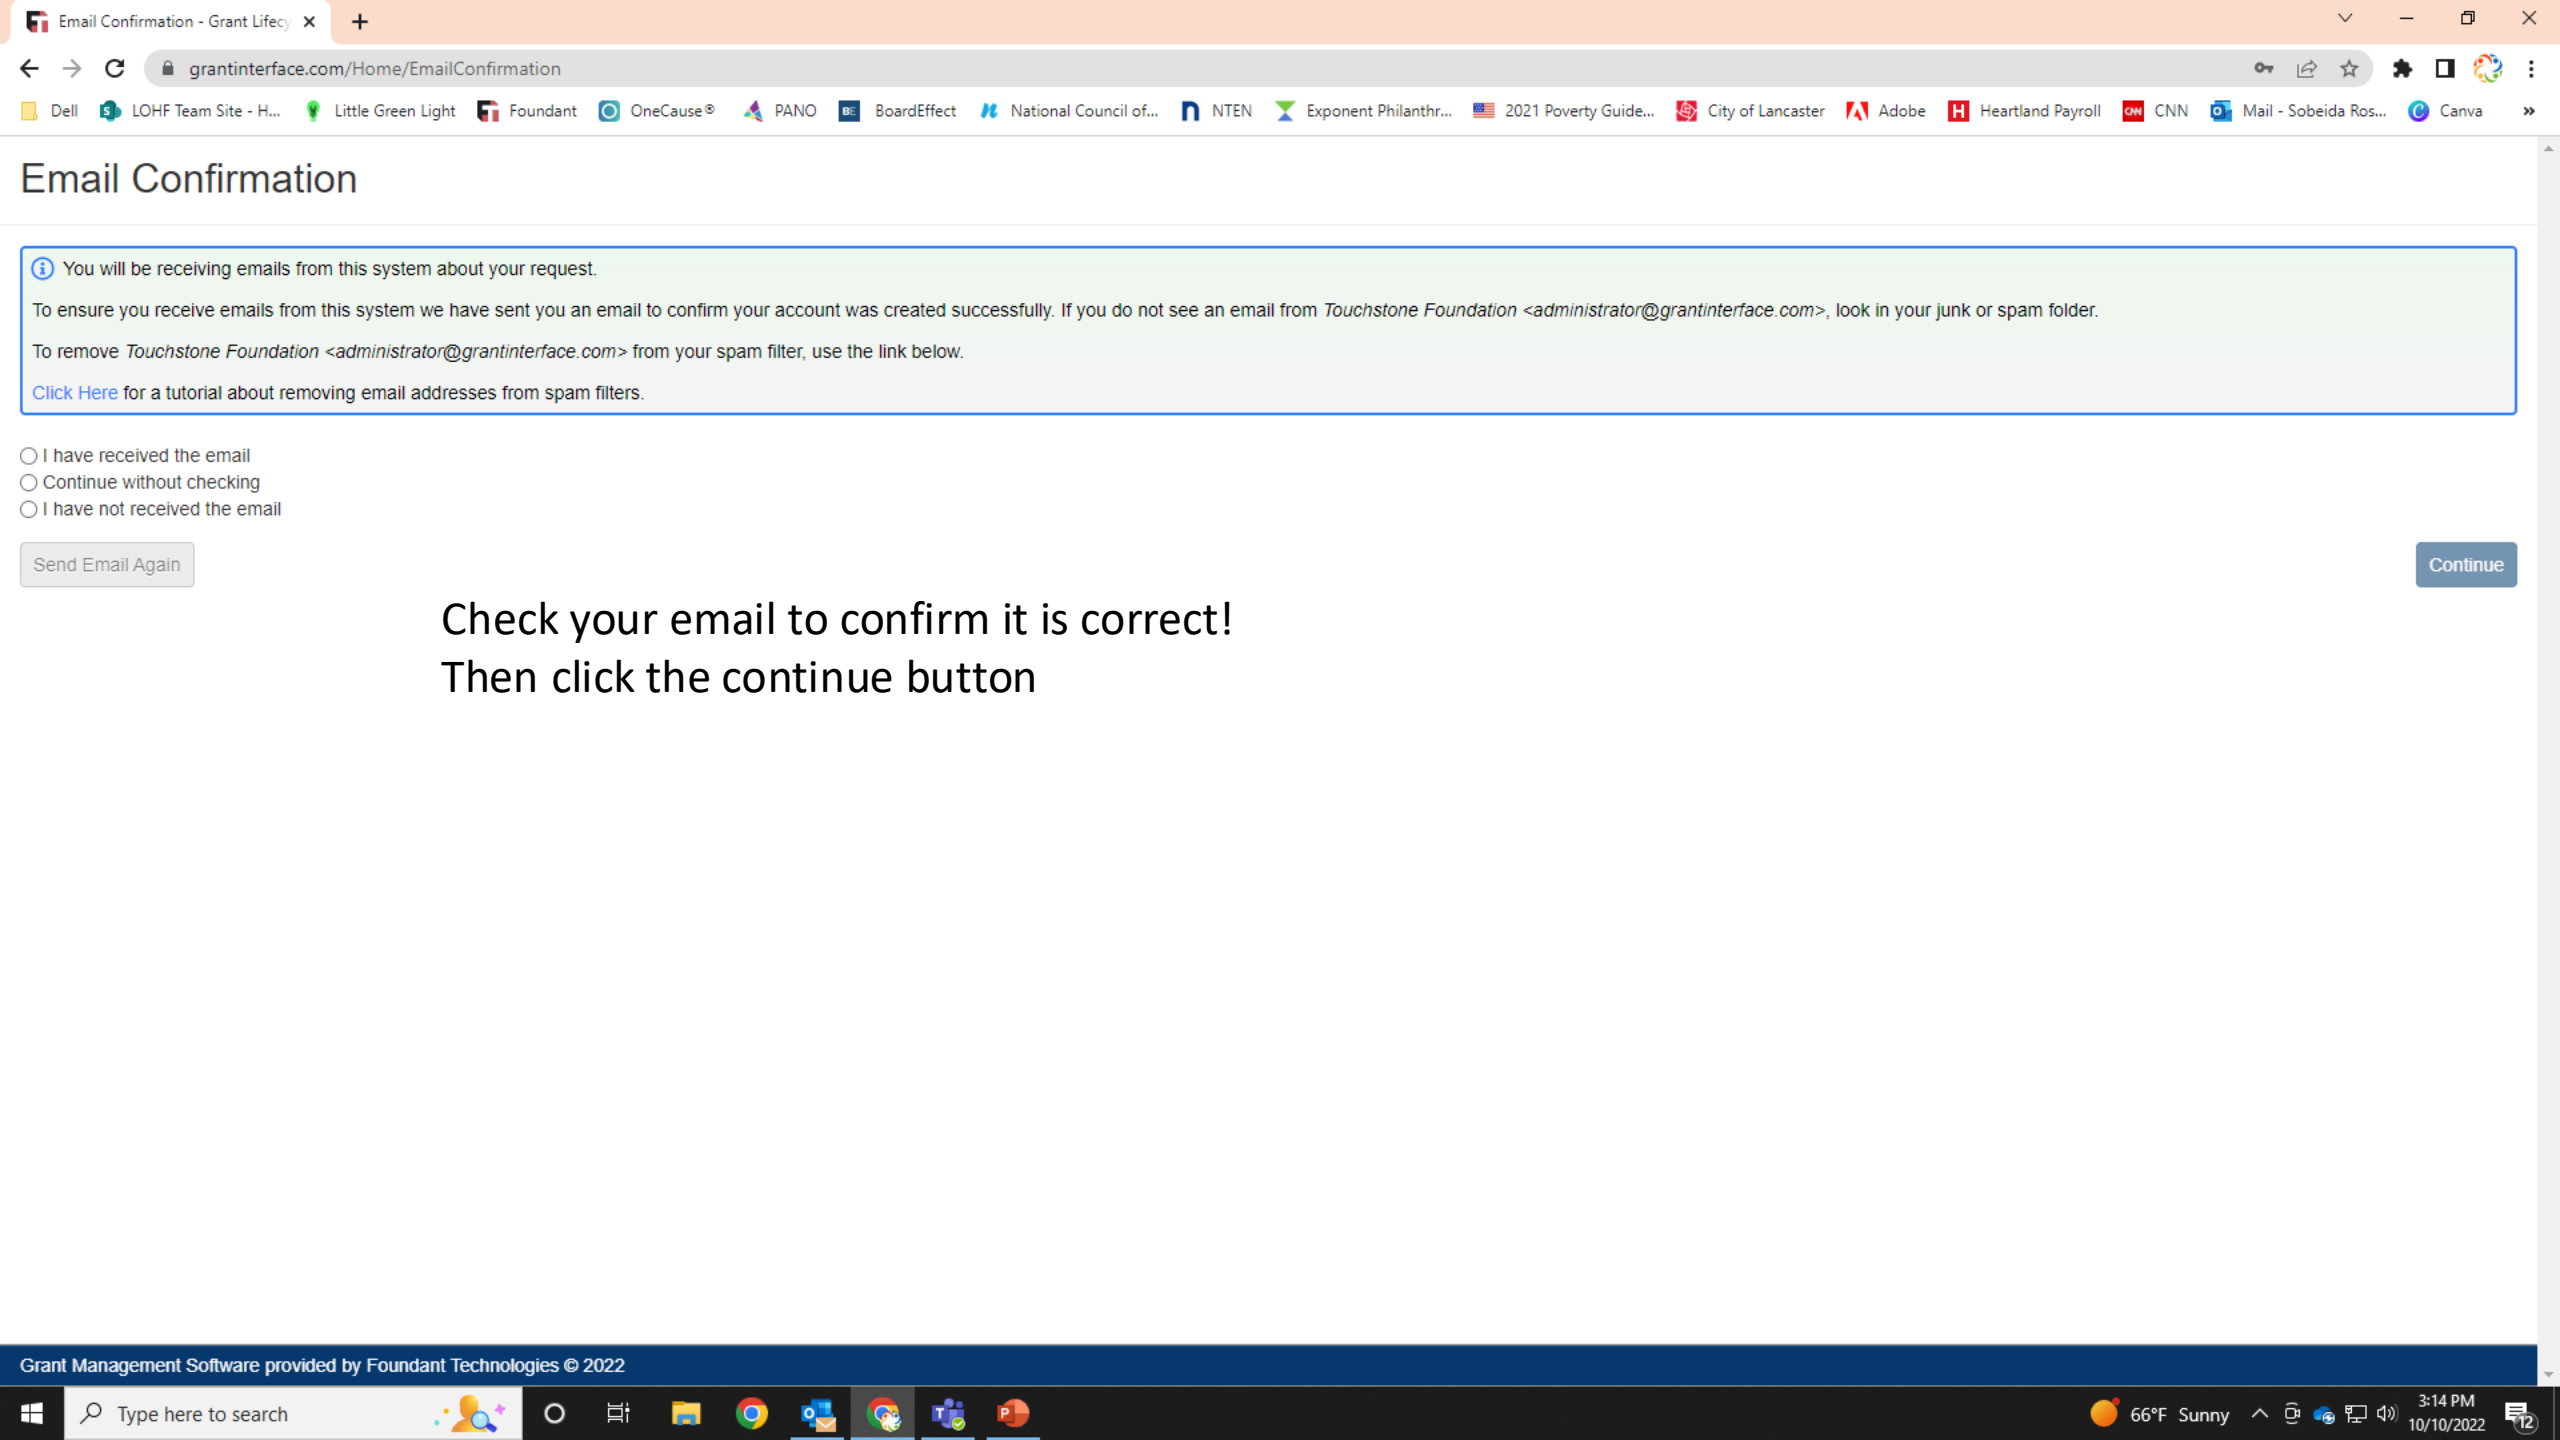 Email Confirmation - Grant Lifecy
grantinterface.com/Home/EmailConfirmation
Dell LOHF Team Site - H... Little Green Light Foundant OneCause® PANO BE BoardEffect National Council of... NTEN Exponent Philanthr... 2021 Poverty Guide... City of Lancaster Adobe H Heartland Payroll CNN CNN Mail - Sobeida Ros... Canva »
Email Confirmation
You will be receiving emails from this system about your request.
To ensure you receive emails from this system we have sent you an email to confirm your account was created successfully. If you do not see an email from Touchstone Foundation <administrator@grantinterface.com>, look in your junk or spam folder.
To remove Touchstone Foundation <administrator@grantinterface.com> from your spam filter, use the link below.
Click Here for a tutorial about removing email addresses from spam filters.
I have received the email
Continue without checking
I have not received the email
Send Email Again
Continue
Check your email to confirm it is correct!
Then click the continue button
Grant Management Software provided by Foundant Technologies © 2022
Type here to search
66°F Sunny
3:14 PM
10/10/2022
12